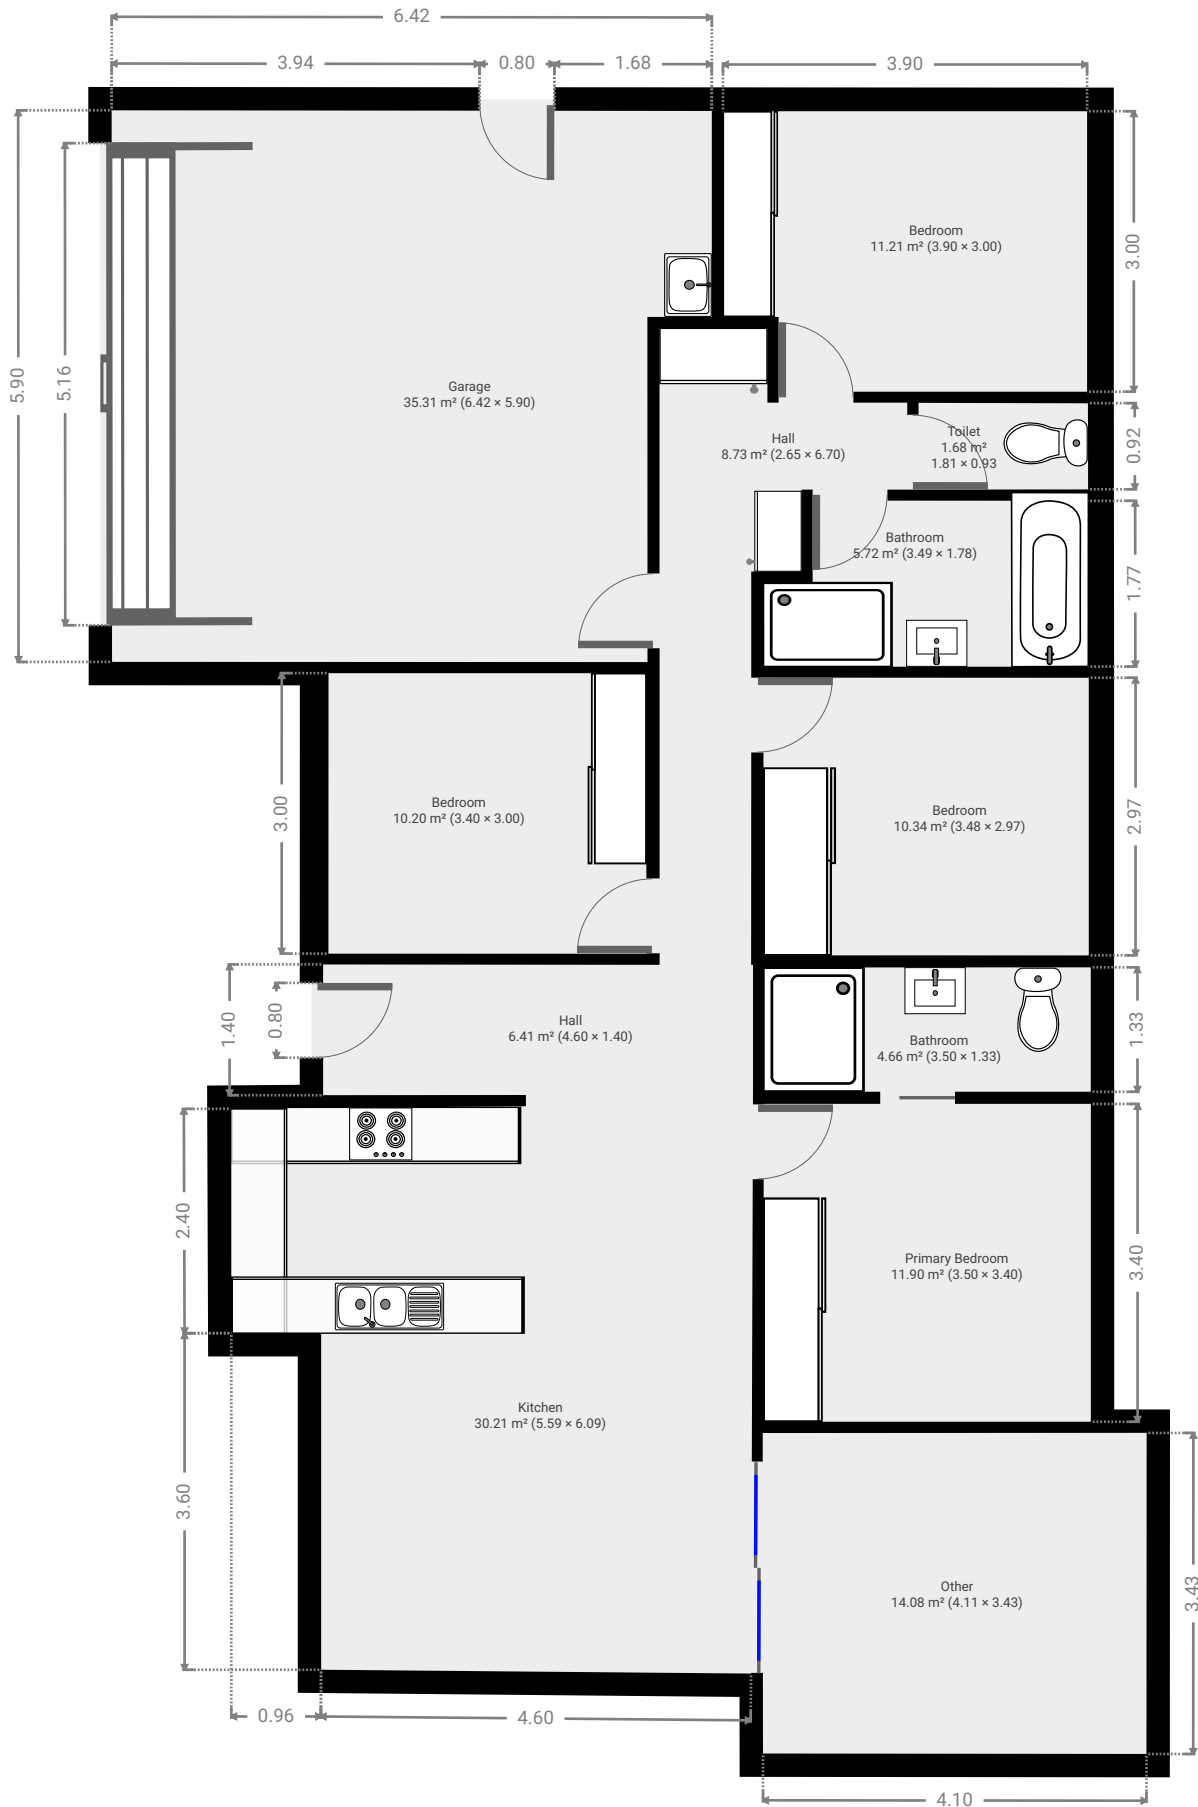 6.42
3.94
0.80
1.68
3.90
Bedroom
11.21 m² (3.90 × 3.00)
3.00
5.90
5.16
Garage
35.31 m² (6.42 × 5.90)
Hall
8.73 m² (2.65 × 6.70)
Toilet
1.68 m²
1.81 × 0.93
0.92
Bathroom
5.72 m² (3.49 × 1.78)
1.77
3.00
Bedroom
10.20 m² (3.40 × 3.00)
Bedroom
10.34 m² (3.48 × 2.97)
2.97
1.40
0.80
Hall
6.41 m² (4.60 × 1.40)
Bathroom
4.66 m² (3.50 × 1.33)
1.33
2.40
Primary Bedroom
11.90 m² (3.50 × 3.40)
3.40
Kitchen
30.21 m² (5.59 × 6.09)
3.60
Other
14.08 m² (4.11 × 3.43)
3.43
0.96
4.60
4.10